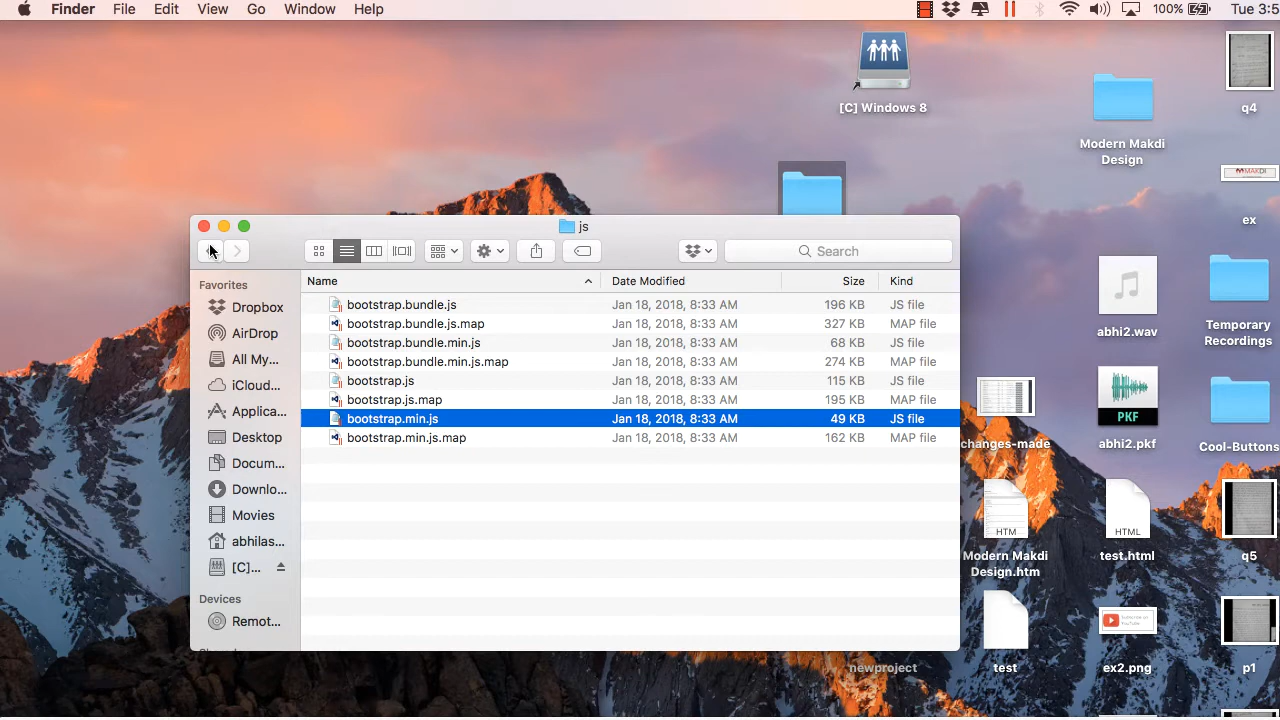 Finder File Edit View Go Window Help 100% Tue 3:5
[C] Windows 8
Modern Makdi
Design
q4
MAKDI
ex
js
Search
Favorites
Dropbox
AirDrop
All My...
iCloud...
Applica...
Desktop
Docum...
Downlo...
Movies
abhilas...
[C]...
Devices
Remot...
Name Date Modified Size Kind
bootstrap.bundle.js Jan 18, 2018, 8:33 AM 196 KB JS file
bootstrap.bundle.js.map Jan 18, 2018, 8:33 AM 327 KB MAP file
bootstrap.bundle.min.js Jan 18, 2018, 8:33 AM 68 KB JS file
bootstrap.bundle.min.js.map Jan 18, 2018, 8:33 AM 274 KB MAP file
bootstrap.js Jan 18, 2018, 8:33 AM 115 KB JS file
bootstrap.js.map Jan 18, 2018, 8:33 AM 195 KB MAP file
bootstrap.min.js Jan 18, 2018, 8:33 AM 49 KB JS file
bootstrap.min.js.map Jan 18, 2018, 8:33 AM 162 KB MAP file
abhi2.wav
Temporary
Recordings
changes-made
PKF
abhi2.pkf
Cool-Buttons
HTM
Modern Makdi
Design.htm
HTML
test.html
q5
newproject
test
Subscribe on
YouTube
ex2.png
p1